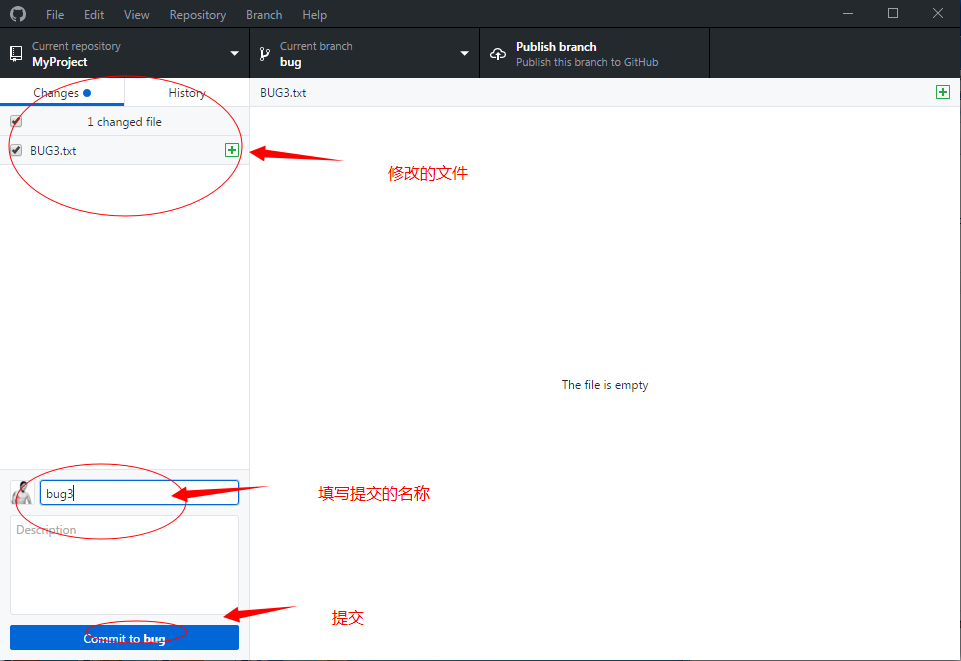 File Edit View Repository Branch Help
Current repository
MyProject
Current branch
bug
Publish branch
Publish this branch to GitHub
Changes History
BUG3.txt
1 changed file
BUG3.txt
修改的文件
The file is empty
bug3
填写提交的名称
Description
提交
Commit to bug